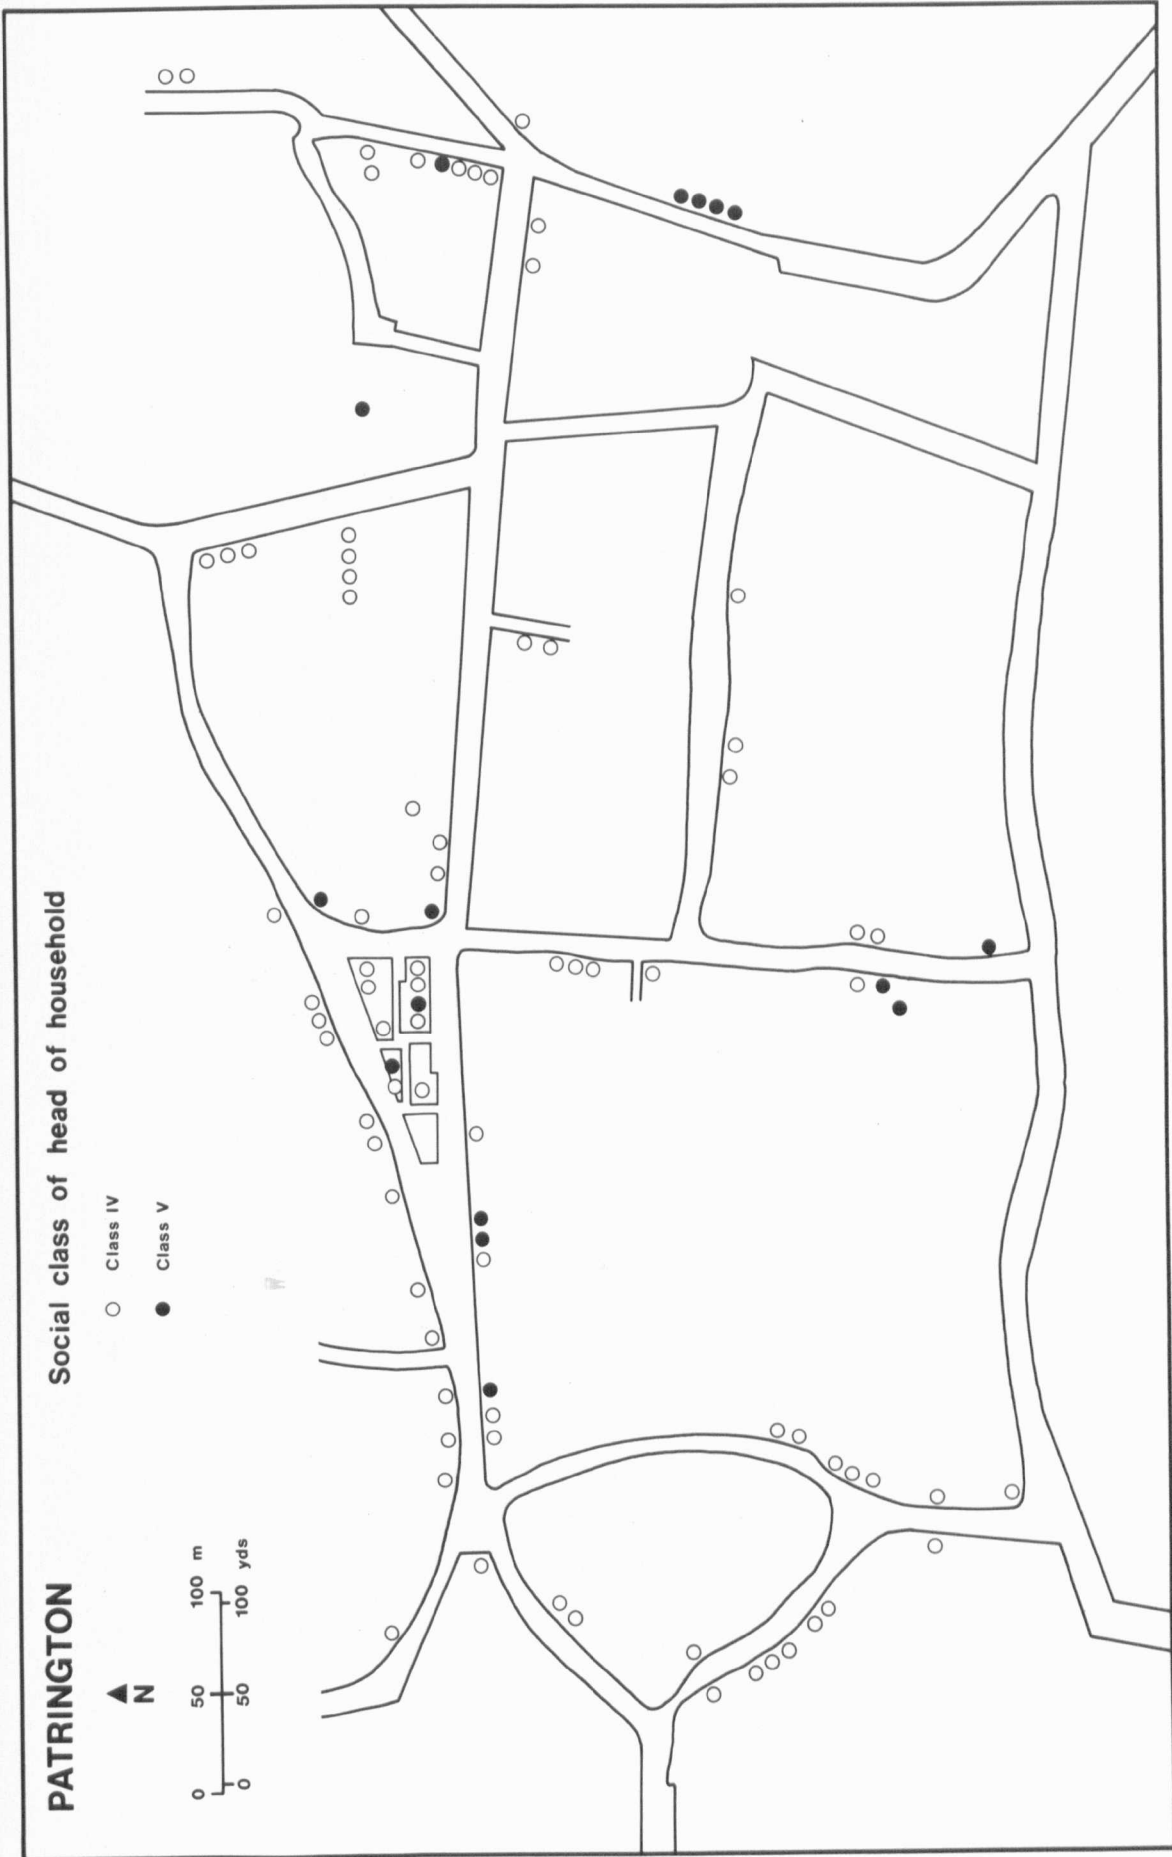 PATRINGTON
Social class of head of household
Class IV
Class V
N
0 50 100 m
0 50 100 yds